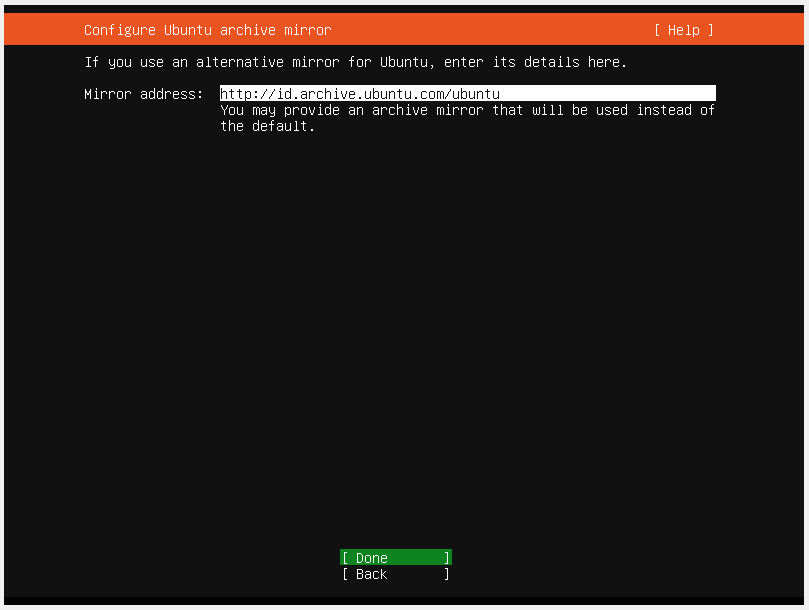 Configure Ubuntu archive mirror [ Help ]
If you use an alternative mirror for Ubuntu, enter its details here.
Mirror address: http://id.archive.ubuntu.com/ubuntu
You may provide an archive mirror that will be used instead of
the default.
[ Done ]
[ Back ]